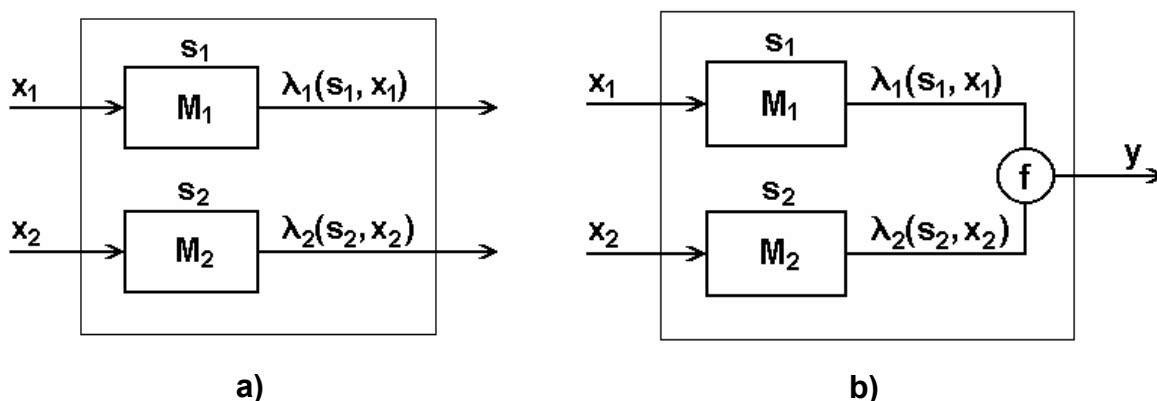 s₁
x₁
M₁
λ₁(s₁, x₁)
s₂
x₂
M₂
λ₂(s₂, x₂)
a)
s₁
x₁
M₁
λ₁(s₁, x₁)
f
y
s₂
x₂
M₂
λ₂(s₂, x₂)
b)